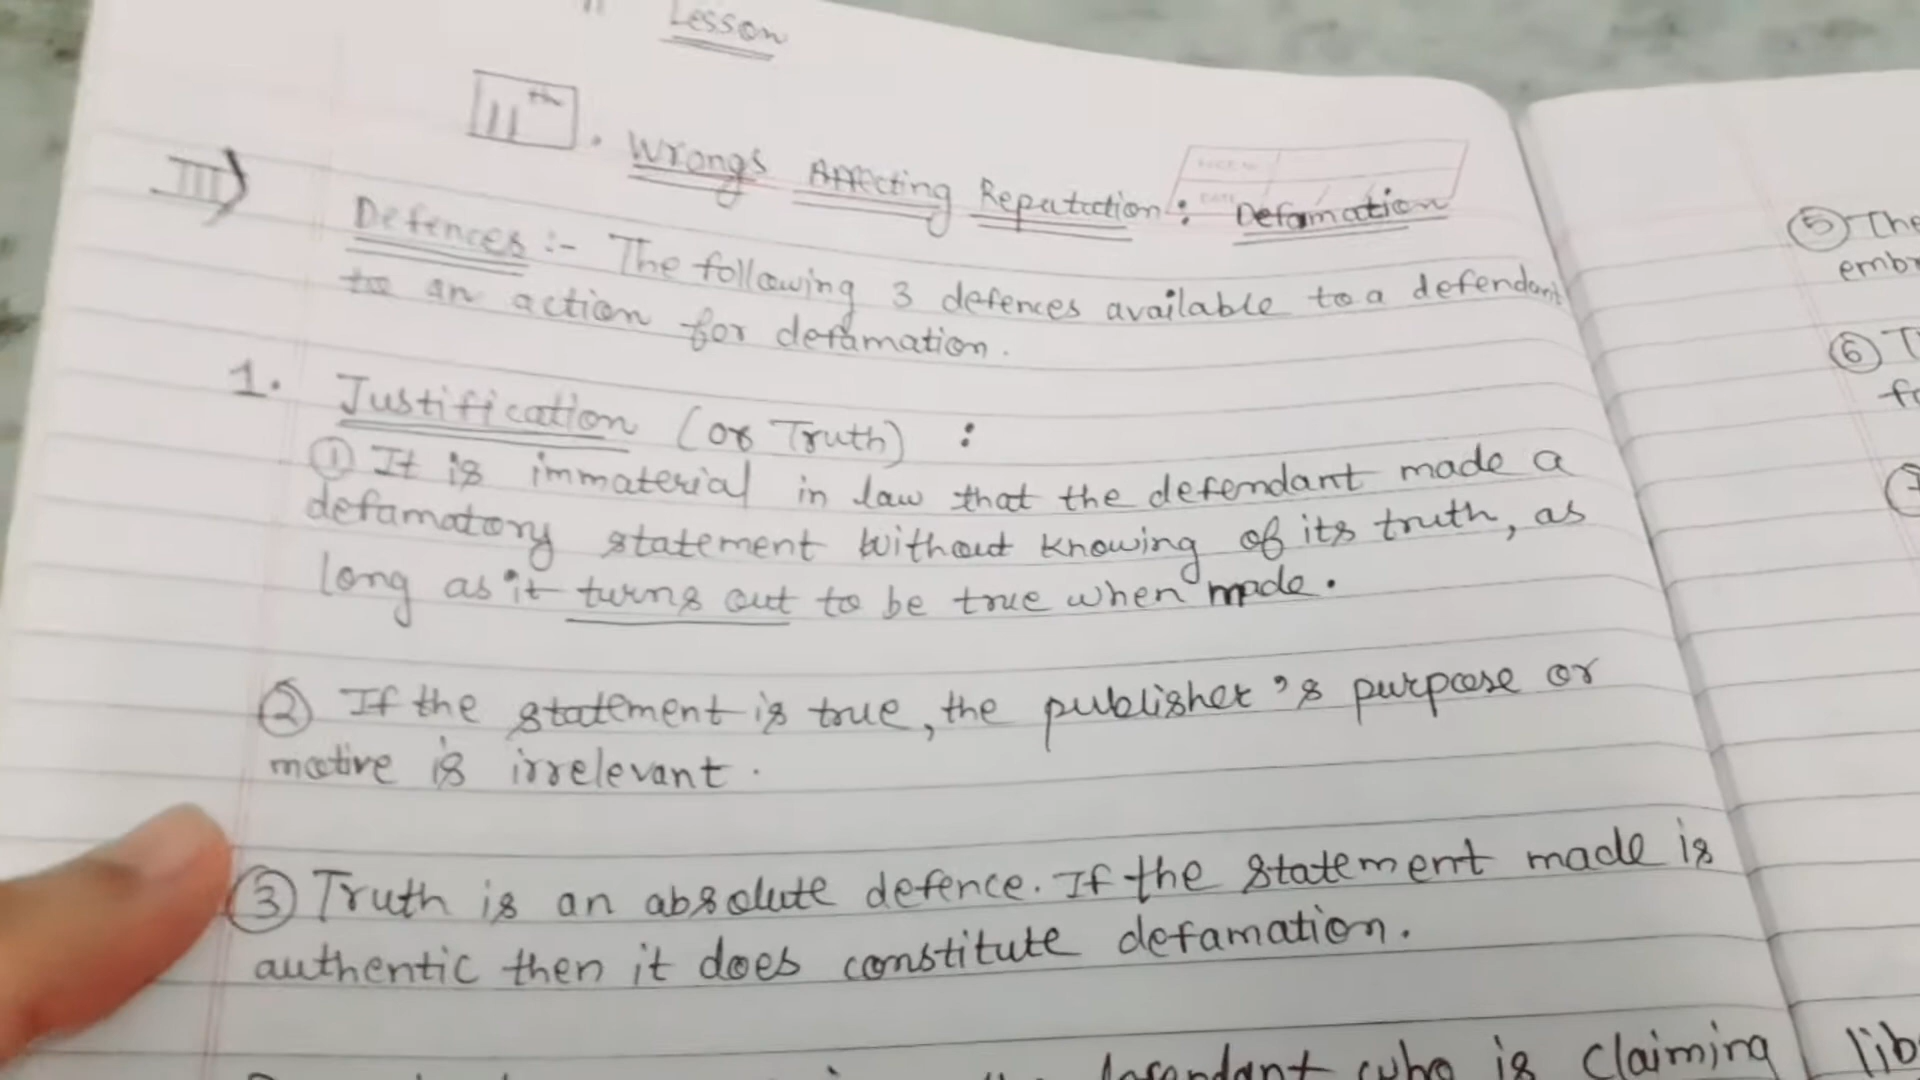 Lesson
11th. Wrongs Affecting Reputation: Defamation
III)
Defences :- The following 3 defences available to a defendant
to an action for defamation.
1. Justification (or Truth) :
① It is immaterial in law that the defendant made a
defamatory statement without knowing of its truth, as
long as it turns out to be true when made.
② If the statement is true, the publisher's purpose or
motive is irrelevant.
③ Truth is an absolute defence. If the statement made is
authentic then it does constitute defamation.
who is claiming
⑤ The
⑥